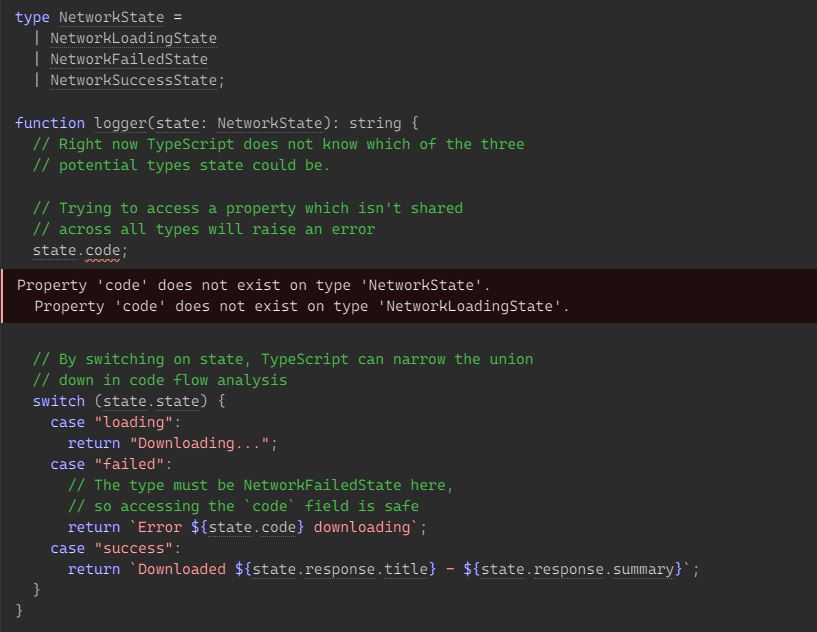 type NetworkState =
  | NetworkLoadingState
  | NetworkFailedState
  | NetworkSuccessState;

function logger(state: NetworkState): string {
  // Right now TypeScript does not know which of the three
  // potential types state could be.

  // Trying to access a property which isn't shared
  // across all types will raise an error
  state.code;
Property 'code' does not exist on type 'NetworkState'.
  Property 'code' does not exist on type 'NetworkLoadingState'.

  // By switching on state, TypeScript can narrow the union
  // down in code flow analysis
  switch (state.state) {
    case "loading":
      return "Downloading...";
    case "failed":
      // The type must be NetworkFailedState here,
      // so accessing the `code` field is safe
      return `Error ${state.code} downloading`;
    case "success":
      return `Downloaded ${state.response.title} - ${state.response.summary}`;
  }
}